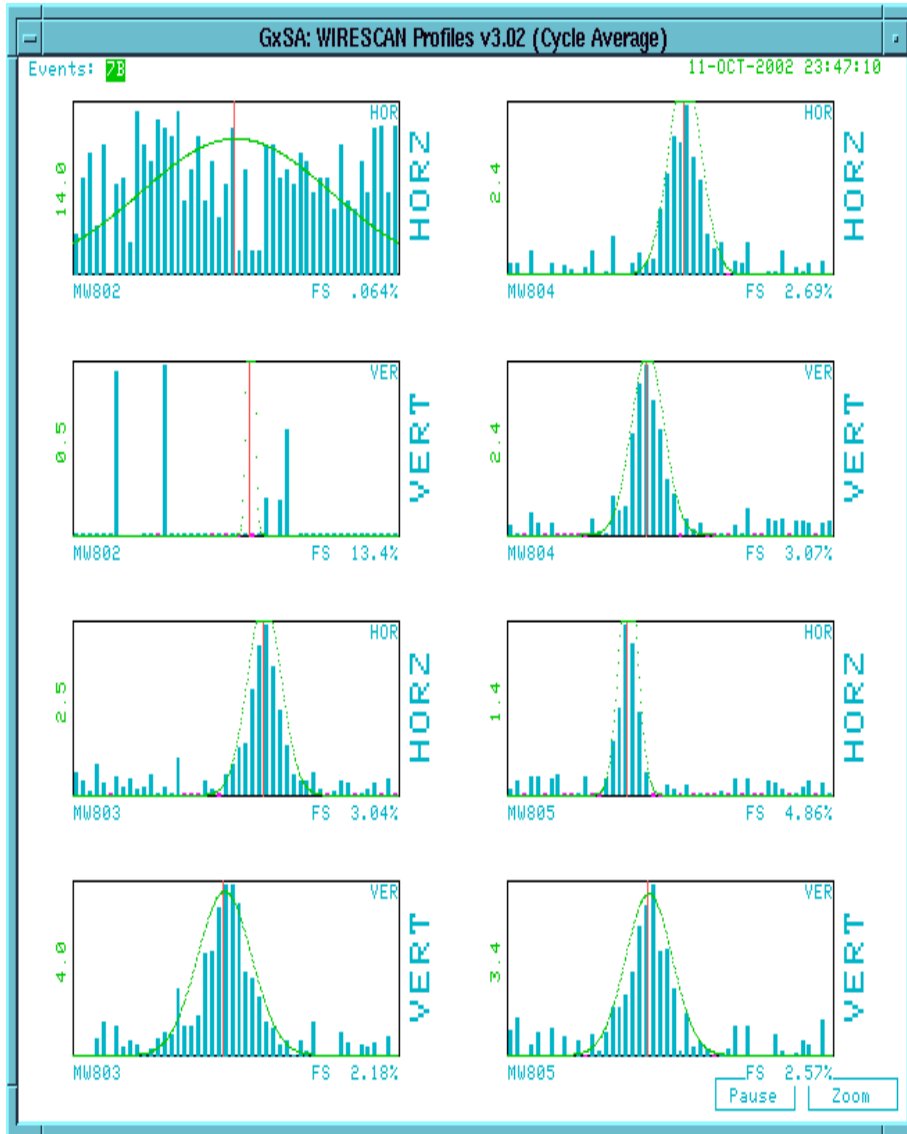 GxSA: WIRESCAN Profiles v3.02 (Cycle Average)
Events: 7B
11-OCT-2002 23:47:10
14.0
HOR
HORZ
MW802 FS .064%
2.4
HOR
HORZ
MW804 FS 2.69%
0.5
VER
VERT
MW802 FS 13.4%
2.4
VER
VERT
MW804 FS 3.07%
2.5
HOR
HORZ
MW803 FS 3.04%
1.4
HOR
HORZ
MW805 FS 4.86%
4.0
VER
VERT
MW803 FS 2.18%
3.4
VER
VERT
MW805 FS 2.57%
Pause Zoom